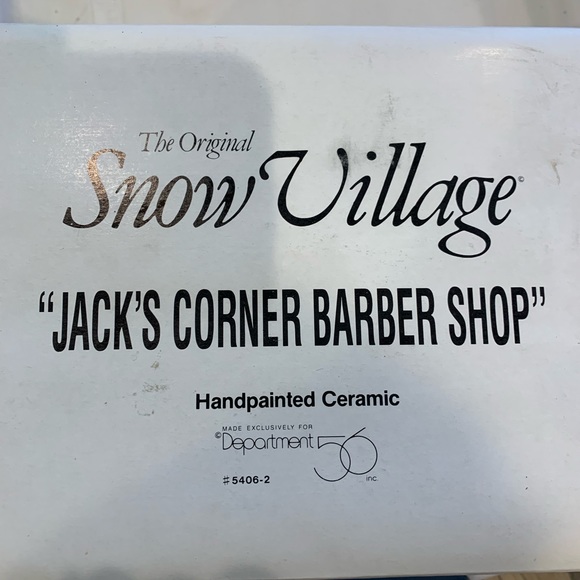 The Original
Snow Village©
"JACK'S CORNER BARBER SHOP"
Handpainted Ceramic
MADE EXCLUSIVELY FOR
©Department 56 inc.
#5406-2